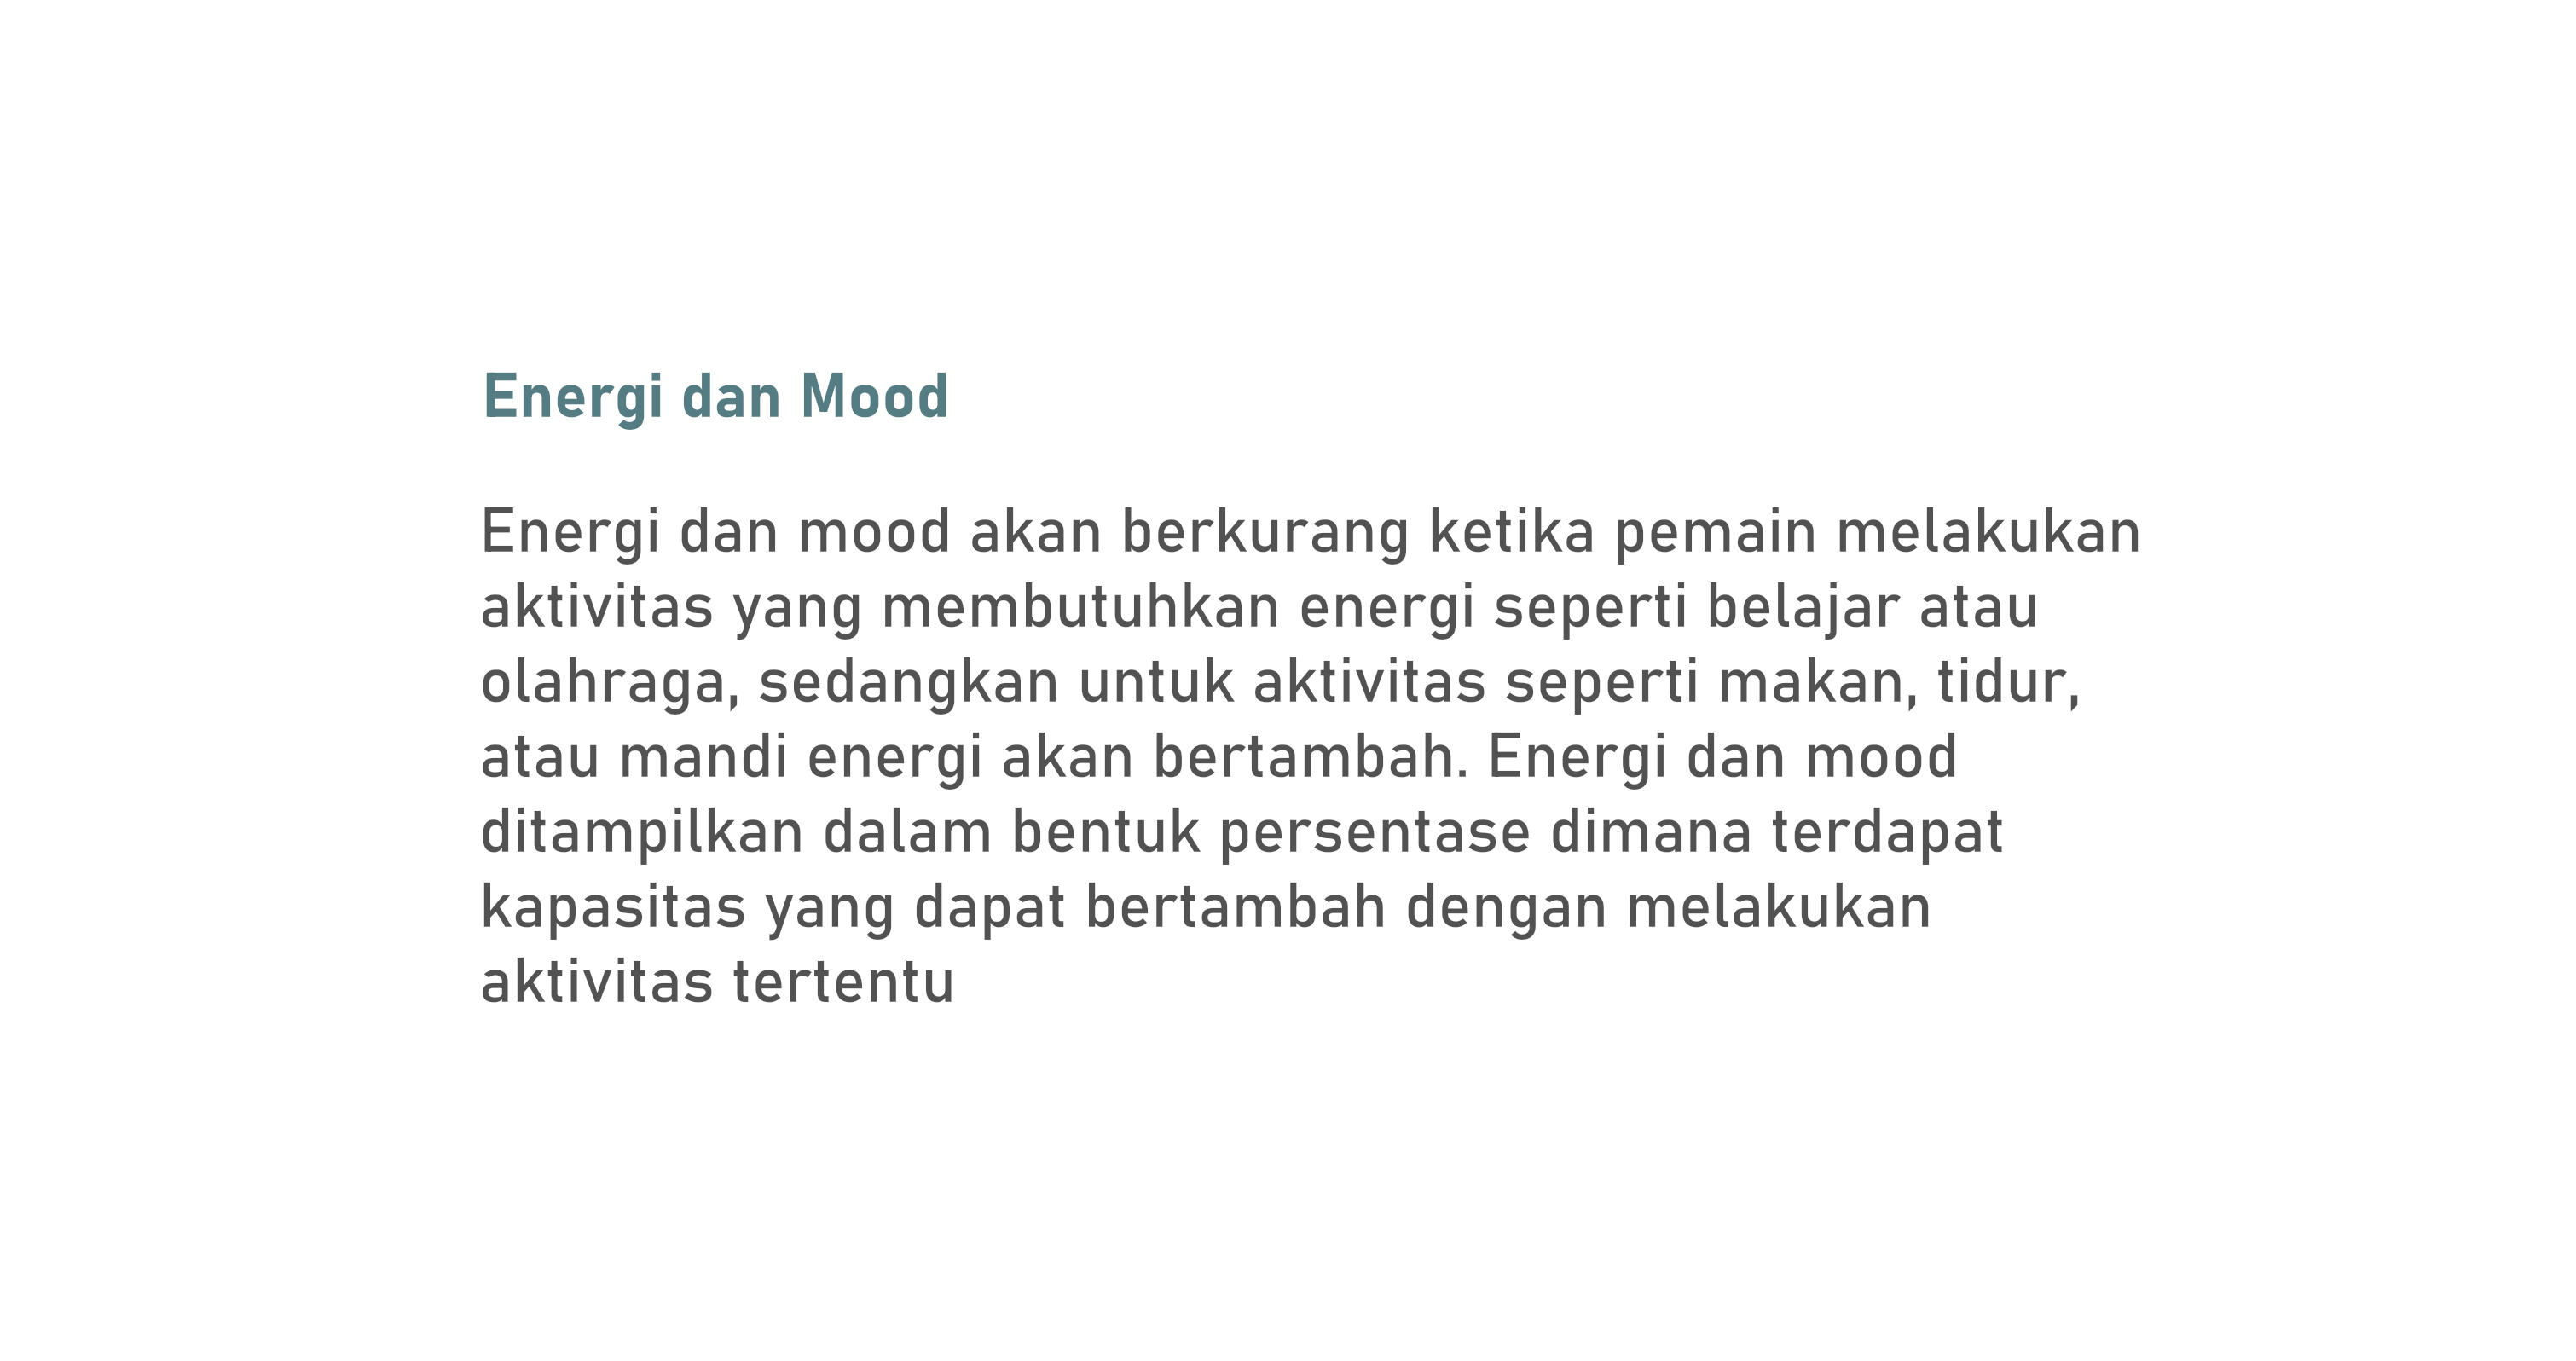 Energi dan Mood
Energi dan mood akan berkurang ketika pemain melakukan
aktivitas yang membutuhkan energi seperti belajar atau
olahraga, sedangkan untuk aktivitas seperti makan, tidur,
atau mandi energi akan bertambah. Energi dan mood
ditampilkan dalam bentuk persentase dimana terdapat
kapasitas yang dapat bertambah dengan melakukan
aktivitas tertentu